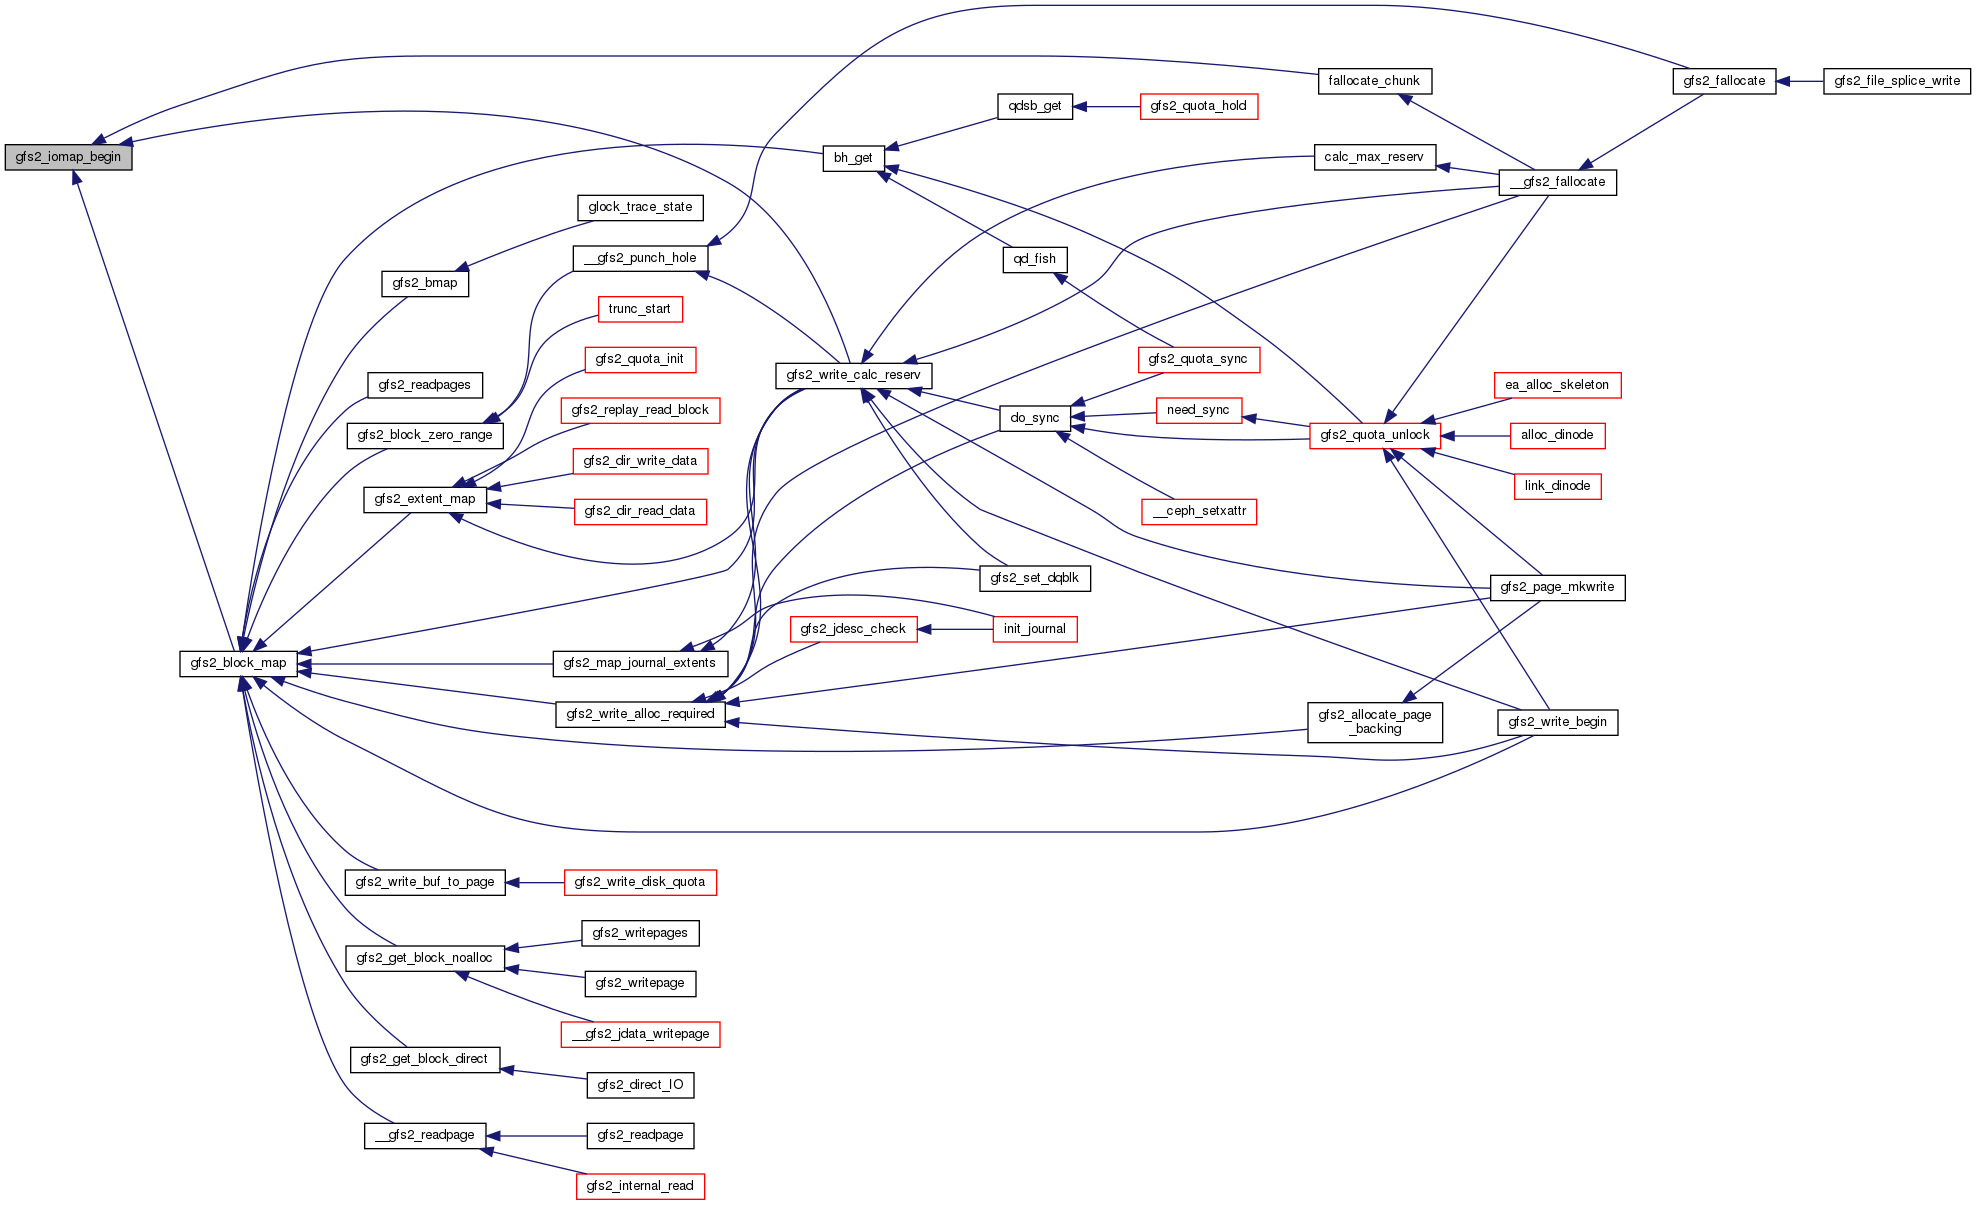 gfs2_iomap_begin
gfs2_block_map
gfs2_bmap
gfs2_readpages
gfs2_block_zero_range
gfs2_extent_map
gfs2_write_buf_to_page
gfs2_get_block_noalloc
gfs2_get_block_direct
__gfs2_readpage
glock_trace_state
__gfs2_punch_hole
trunc_start
gfs2_quota_init
gfs2_replay_read_block
gfs2_dir_write_data
gfs2_dir_read_data
gfs2_map_journal_extents
gfs2_write_alloc_required
gfs2_write_disk_quota
gfs2_writepages
gfs2_writepage
__gfs2_jdata_writepage
gfs2_direct_IO
gfs2_readpage
gfs2_internal_read
bh_get
gfs2_write_calc_reserv
gfs2_jdesc_check
qdsb_get
qd_fish
do_sync
gfs2_set_dqblk
init_journal
gfs2_quota_hold
gfs2_quota_sync
need_sync
__ceph_setxattr
fallocate_chunk
calc_max_reserv
gfs2_quota_unlock
gfs2_allocate_page
_backing
__gfs2_fallocate
ea_alloc_skeleton
alloc_dinode
link_dinode
gfs2_page_mkwrite
gfs2_write_begin
gfs2_fallocate
gfs2_file_splice_write